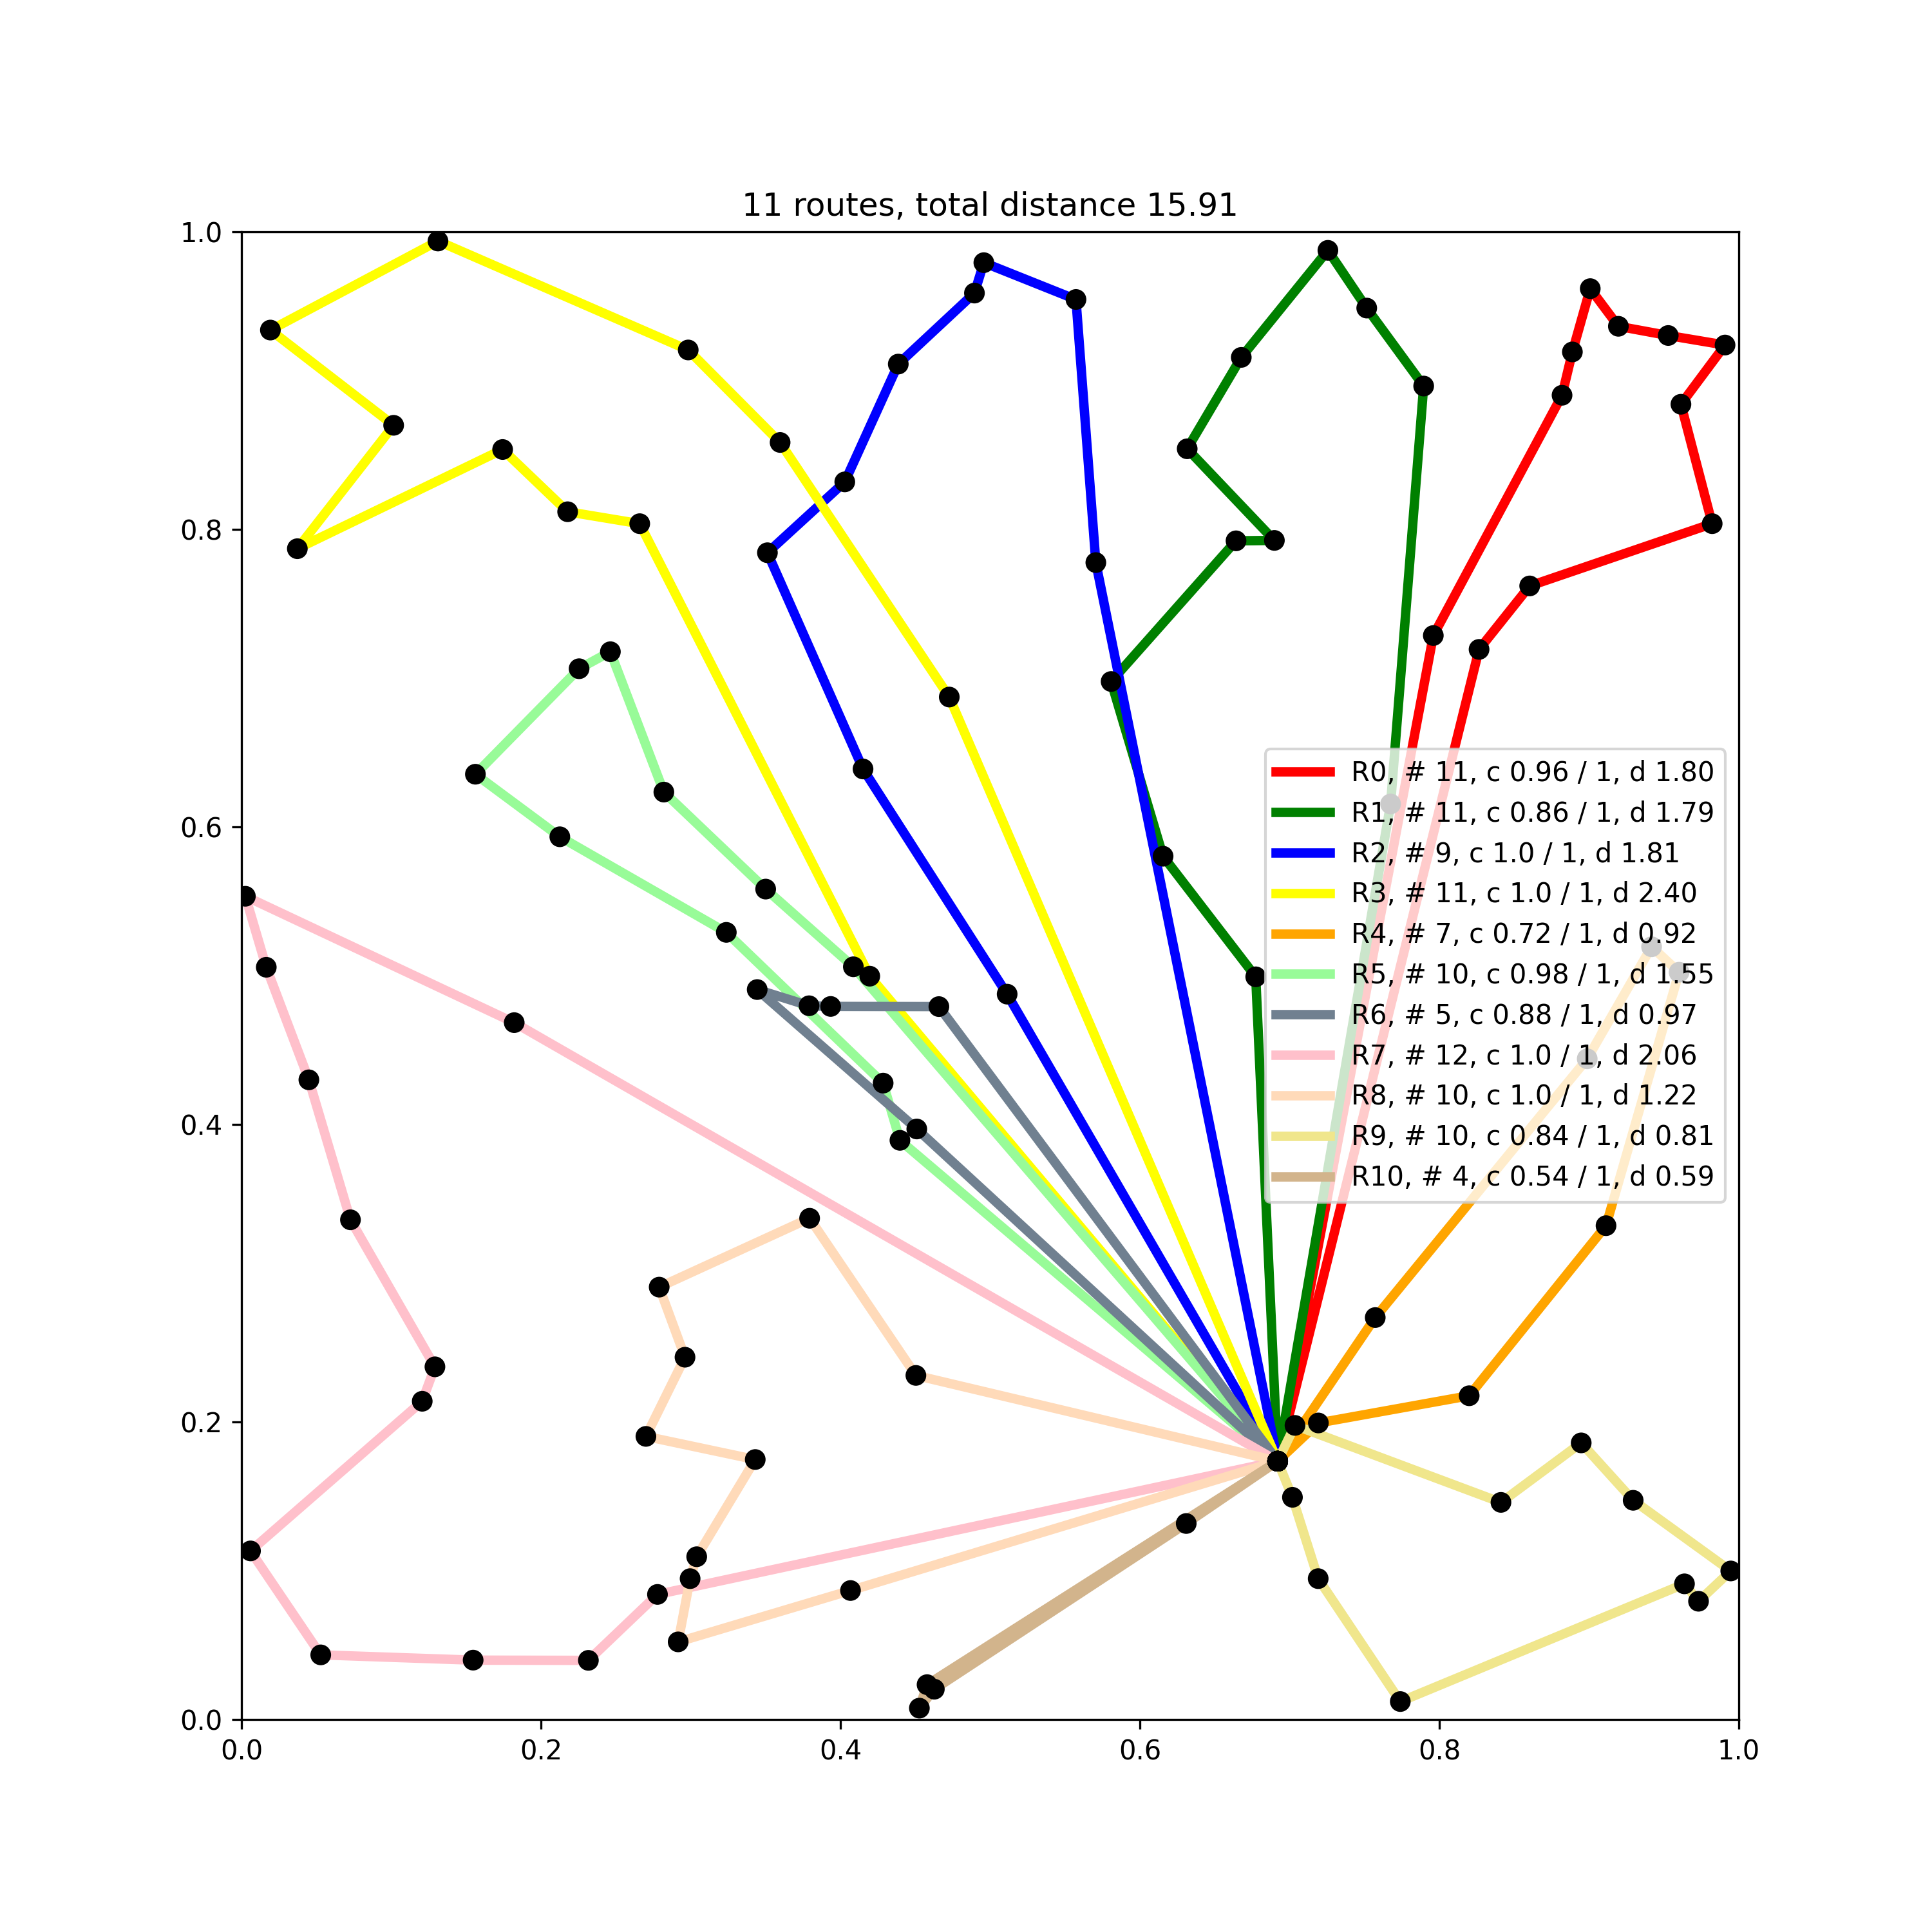 11 routes, total distance 15.91
1.0
0.8
0.6
0.4
0.2
0.0
R0, # 11, c 0.96 / 1, d 1.80
R1, # 11, c 0.86 / 1, d 1.79
R2, # 9, c 1.0 / 1, d 1.81
R3, # 11, c 1.0 / 1, d 2.40
R4, # 7, c 0.72 / 1, d 0.92
R5, # 10, c 0.98 / 1, d 1.55
R6, # 5, c 0.88 / 1, d 0.97
R7, # 12, c 1.0 / 1, d 2.06
R8, # 10, c 1.0 / 1, d 1.22
R9, # 10, c 0.84 / 1, d 0.81
R10, # 4, c 0.54 / 1, d 0.59
0.0 0.2 0.4 0.6 0.8 1.0